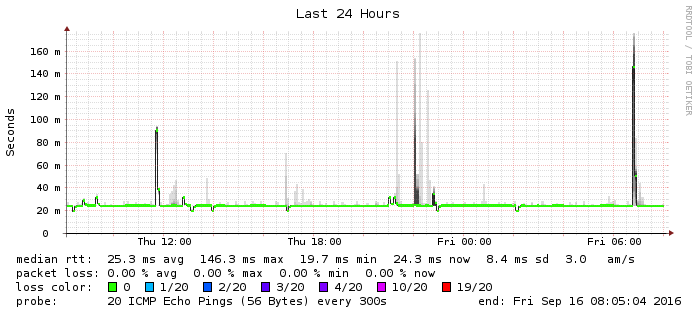 Last 24 Hours
RRDTOOL / TOBI OETIKER
Seconds
160 m
140 m
120 m
100 m
80 m
60 m
40 m
20 m
0
Thu 12:00 Thu 18:00 Fri 00:00 Fri 06:00
median rtt: 25.3 ms avg 146.3 ms max 19.7 ms min 24.3 ms now 8.4 ms sd 3.0 am/s
packet loss: 0.00 % avg 0.00 % max 0.00 % min 0.00 % now
loss color: 0 1/20 2/20 3/20 4/20 10/20 19/20
probe: 20 ICMP Echo Pings (56 Bytes) every 300s end: Fri Sep 16 08:05:04 2016